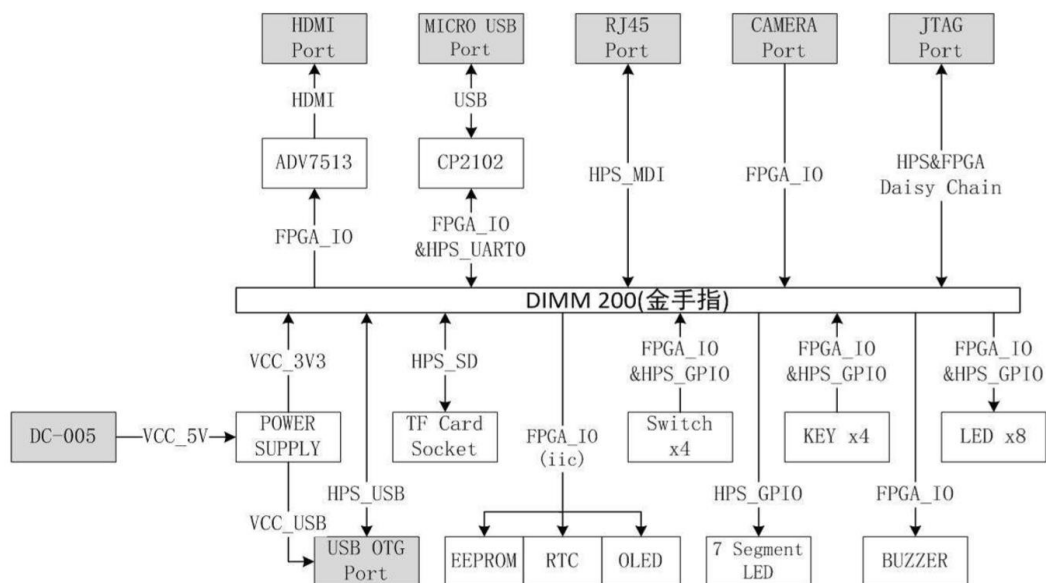 HDMI
Port
MICRO USB
Port
RJ45
Port
CAMERA
Port
JTAG
Port
HDMI
USB
ADV7513
CP2102
HPS_MDI
FPGA_IO
HPS&FPGA
Daisy Chain
FPGA_IO
FPGA_IO
&HPS_UART0
DIMM 200(金手指)
VCC_3V3
HPS_SD
FPGA_IO
&HPS_GPIO
FPGA_IO
&HPS_GPIO
FPGA_IO
&HPS_GPIO
DC-005
VCC_5V
POWER
SUPPLY
TF Card
Socket
FPGA_IO
(iic)
Switch
x4
KEY x4
LED x8
HPS_USB
HPS_GPIO
FPGA_IO
VCC_USB
USB OTG
Port
EEPROM
RTC
OLED
7 Segment
LED
BUZZER